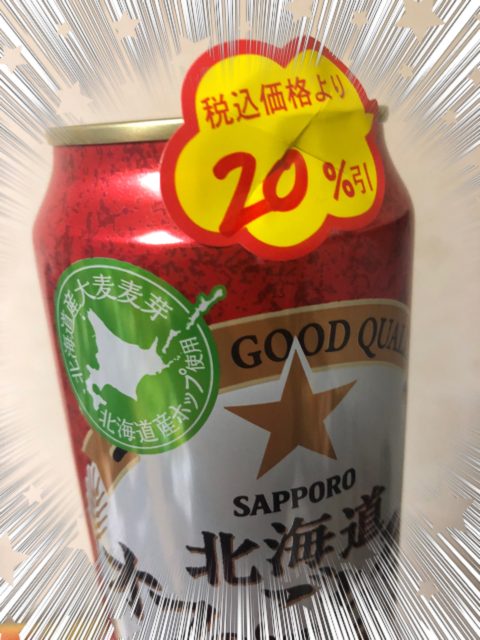 税込価格より
20%引
北海道産大麦麦芽
北海道産ホップ使用
GOOD QUAL
SAPPORO
北海道